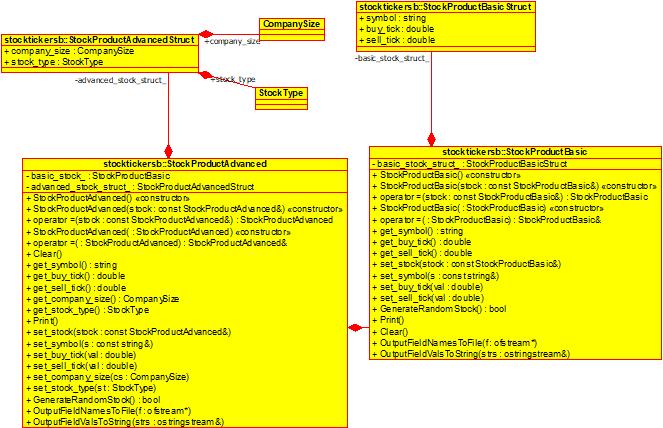 CompanySize
stocktickersb::StockProductAdvancedStruct
+ company_size : CompanySize
+ stock_type : StockType
+company_size
+stock_type
-advanced_stock_struct_
StockType
stocktickersb::StockProductBasicStruct
+ symbol : string
+ buy_tick : double
+ sell_tick : double
-basic_stock_struct_
stocktickersb::StockProductAdvanced
- basic_stock_ : StockProductBasic
- advanced_stock_struct_ : StockProductAdvancedStruct
+ StockProductAdvanced() «constructor»
+ StockProductAdvanced(stock : const StockProductAdvanced&) «constructor»
+ operator =(stock : const StockProductAdvanced&) : StockProductAdvanced
+ StockProductAdvanced( : StockProductAdvanced) «constructor»
+ operator =( : StockProductAdvanced) : StockProductAdvanced&
+ Clear()
+ get_symbol() : string
+ get_buy_tick() : double
+ get_sell_tick() : double
+ get_company_size() : CompanySize
+ get_stock_type() : StockType
+ Print()
+ set_stock(stock : const StockProductAdvanced&)
+ set_symbol(s : const string&)
+ set_buy_tick(val : double)
+ set_sell_tick(val : double)
+ set_company_size(cs : CompanySize)
+ set_stock_type(st : StockType)
+ GenerateRandomStock() : bool
+ OutputFieldNamesToFile(f : ofstream*)
+ OutputFieldValsToString(strs : ostringstream&)
stocktickersb::StockProductBasic
- basic_stock_struct_ : StockProductBasicStruct
+ StockProductBasic() «constructor»
+ StockProductBasic(stock : const StockProductBasic&) «constructor»
+ operator =(stock : const StockProductBasic&) : StockProductBasic
+ StockProductBasic( : StockProductBasic) «constructor»
+ operator =( : StockProductBasic) : StockProductBasic&
+ get_symbol() : string
+ get_buy_tick() : double
+ get_sell_tick() : double
+ set_stock(stock : const StockProductBasic&)
+ set_symbol(s : const string&)
+ set_buy_tick(val : double)
+ set_sell_tick(val : double)
+ GenerateRandomStock() : bool
+ Print()
+ Clear()
+ OutputFieldNamesToFile(f : ofstream*)
+ OutputFieldValsToString(strs : ostringstream&)